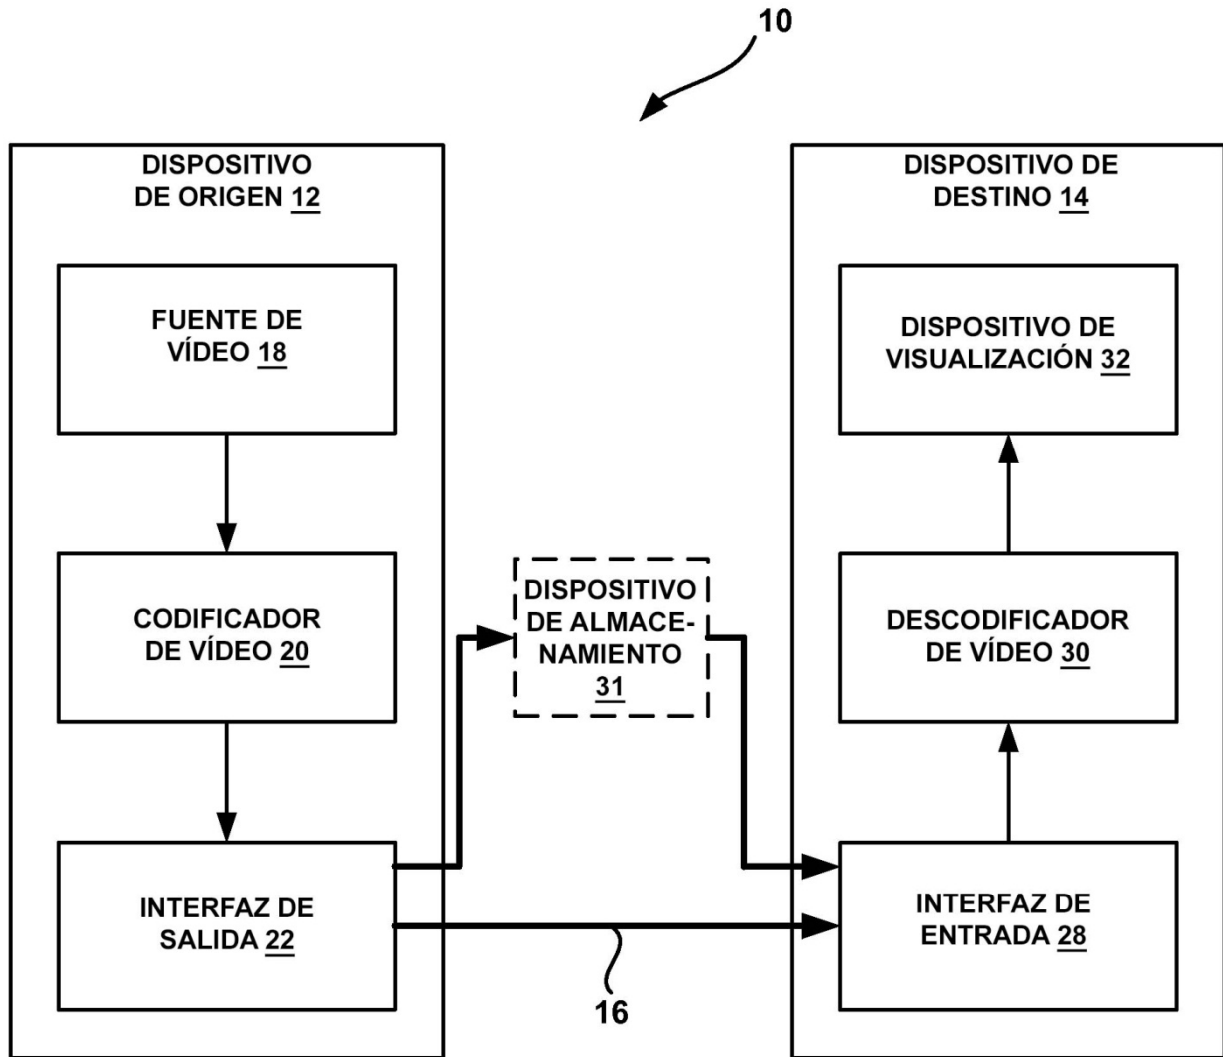 10
DISPOSITIVO
DE ORIGEN 12
FUENTE DE
VÍDEO 18
CODIFICADOR
DE VÍDEO 20
INTERFAZ DE
SALIDA 22
DISPOSITIVO
DE ALMACE-
NAMIENTO
31
16
DISPOSITIVO DE
DESTINO 14
DISPOSITIVO DE
VISUALIZACIÓN 32
DESCODIFICADOR
DE VÍDEO 30
INTERFAZ DE
ENTRADA 28